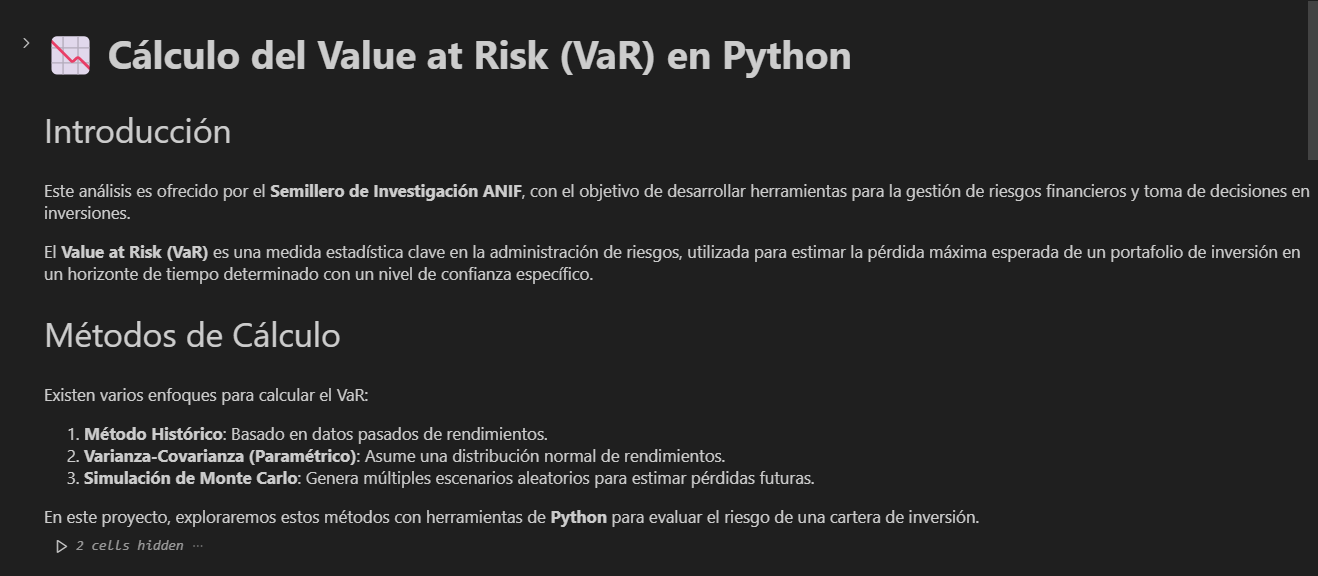 Cálculo del Value at Risk (VaR) en Python
Introducción
Este análisis es ofrecido por el Semillero de Investigación ANIF, con el objetivo de desarrollar herramientas para la gestión de riesgos financieros y toma de decisiones en
inversiones.
El Value at Risk (VaR) es una medida estadística clave en la administración de riesgos, utilizada para estimar la pérdida máxima esperada de un portafolio de inversión en
un horizonte de tiempo determinado con un nivel de confianza específico.
Métodos de Cálculo
Existen varios enfoques para calcular el VaR:
1. Método Histórico: Basado en datos pasados de rendimientos.
2. Varianza-Covarianza (Paramétrico): Asume una distribución normal de rendimientos.
3. Simulación de Monte Carlo: Genera múltiples escenarios aleatorios para estimar pérdidas futuras.
En este proyecto, exploraremos estos métodos con herramientas de Python para evaluar el riesgo de una cartera de inversión.
2 cells hidden ···